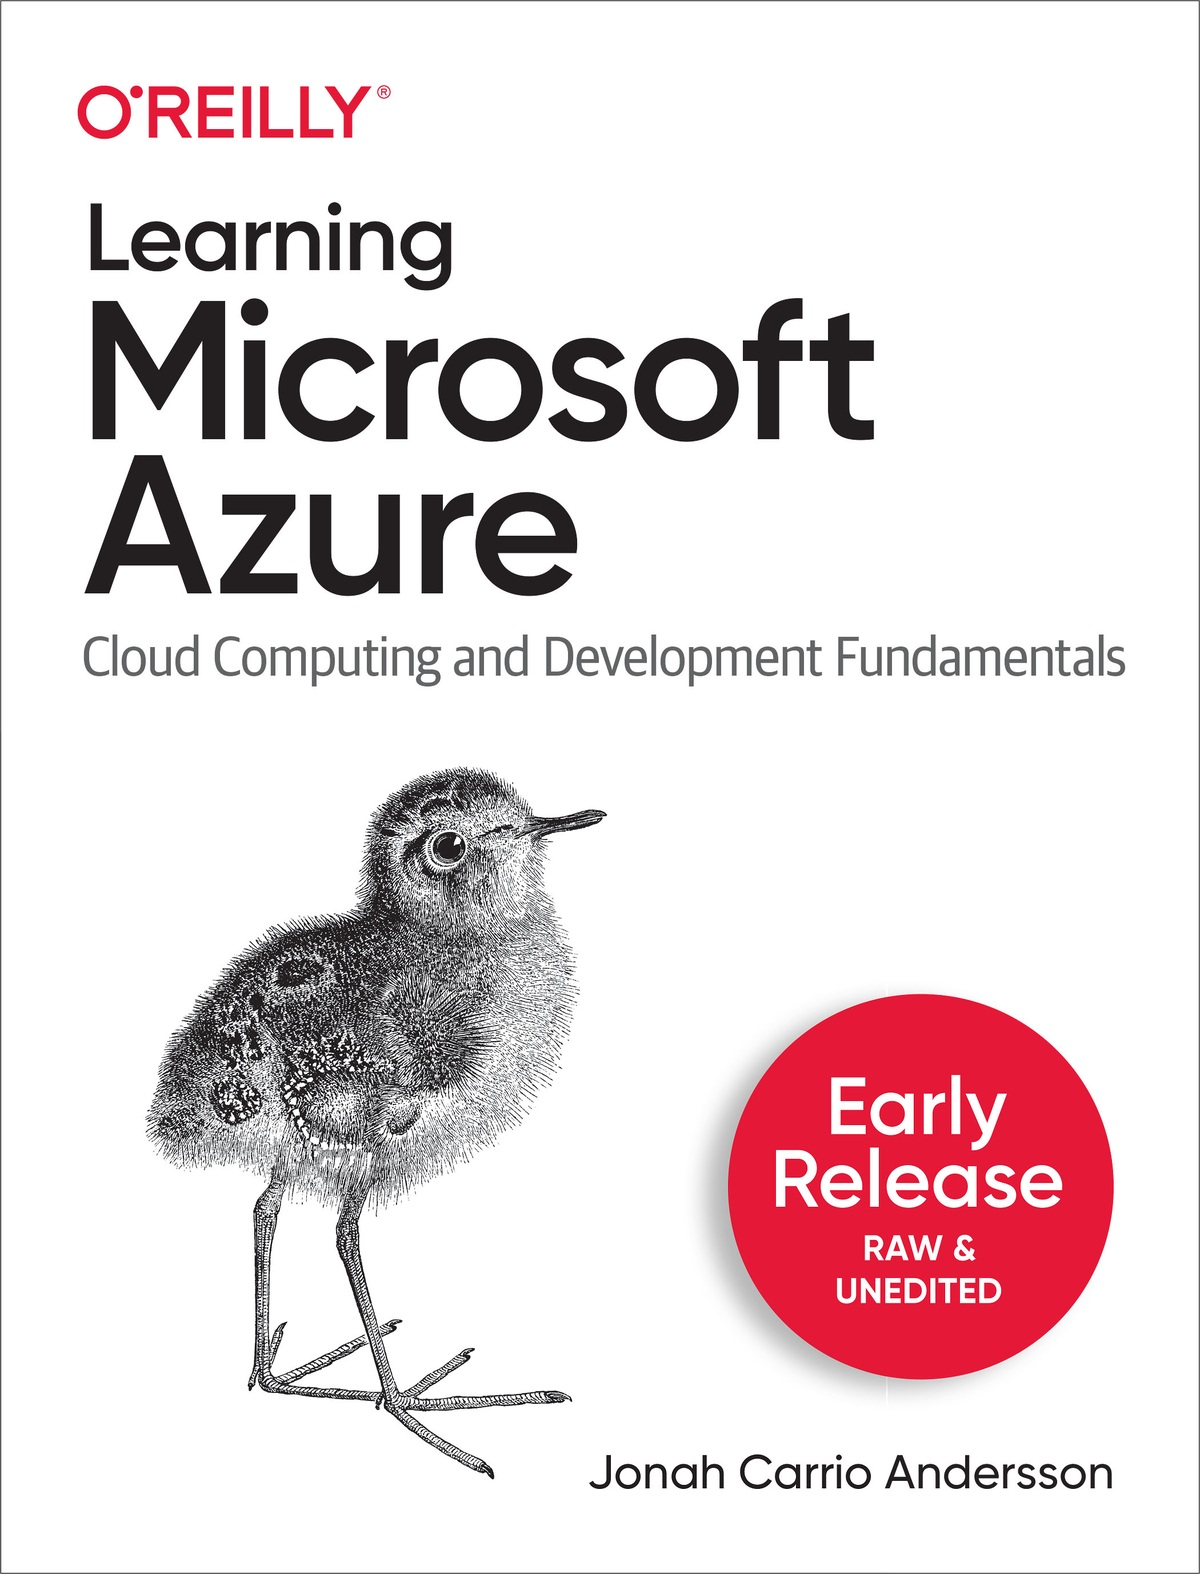 O'REILLY®
Learning
Microsoft
Azure
Cloud Computing and Development Fundamentals
Early
Release
RAW &
UNEDITED
Jonah Carrio Andersson